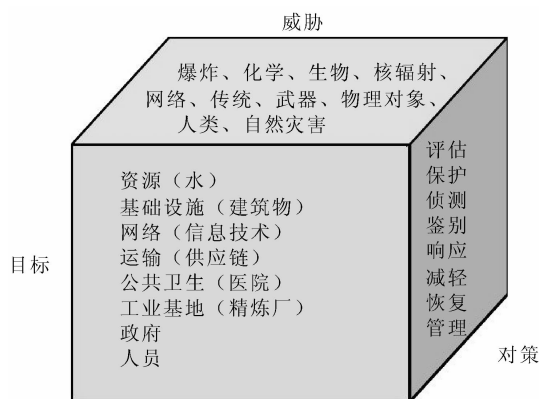 威胁
爆炸、化学、生物、核辐射、
网络、传统、武器、物理对象、
人类、自然灾害
目标
资源（水）
基础设施（建筑物）
网络（信息技术）
运输（供应链）
公共卫生（医院）
工业基地（精炼厂）
政府
人员
评估
保护
侦测
鉴别
响应
减轻
恢复
管理
对策